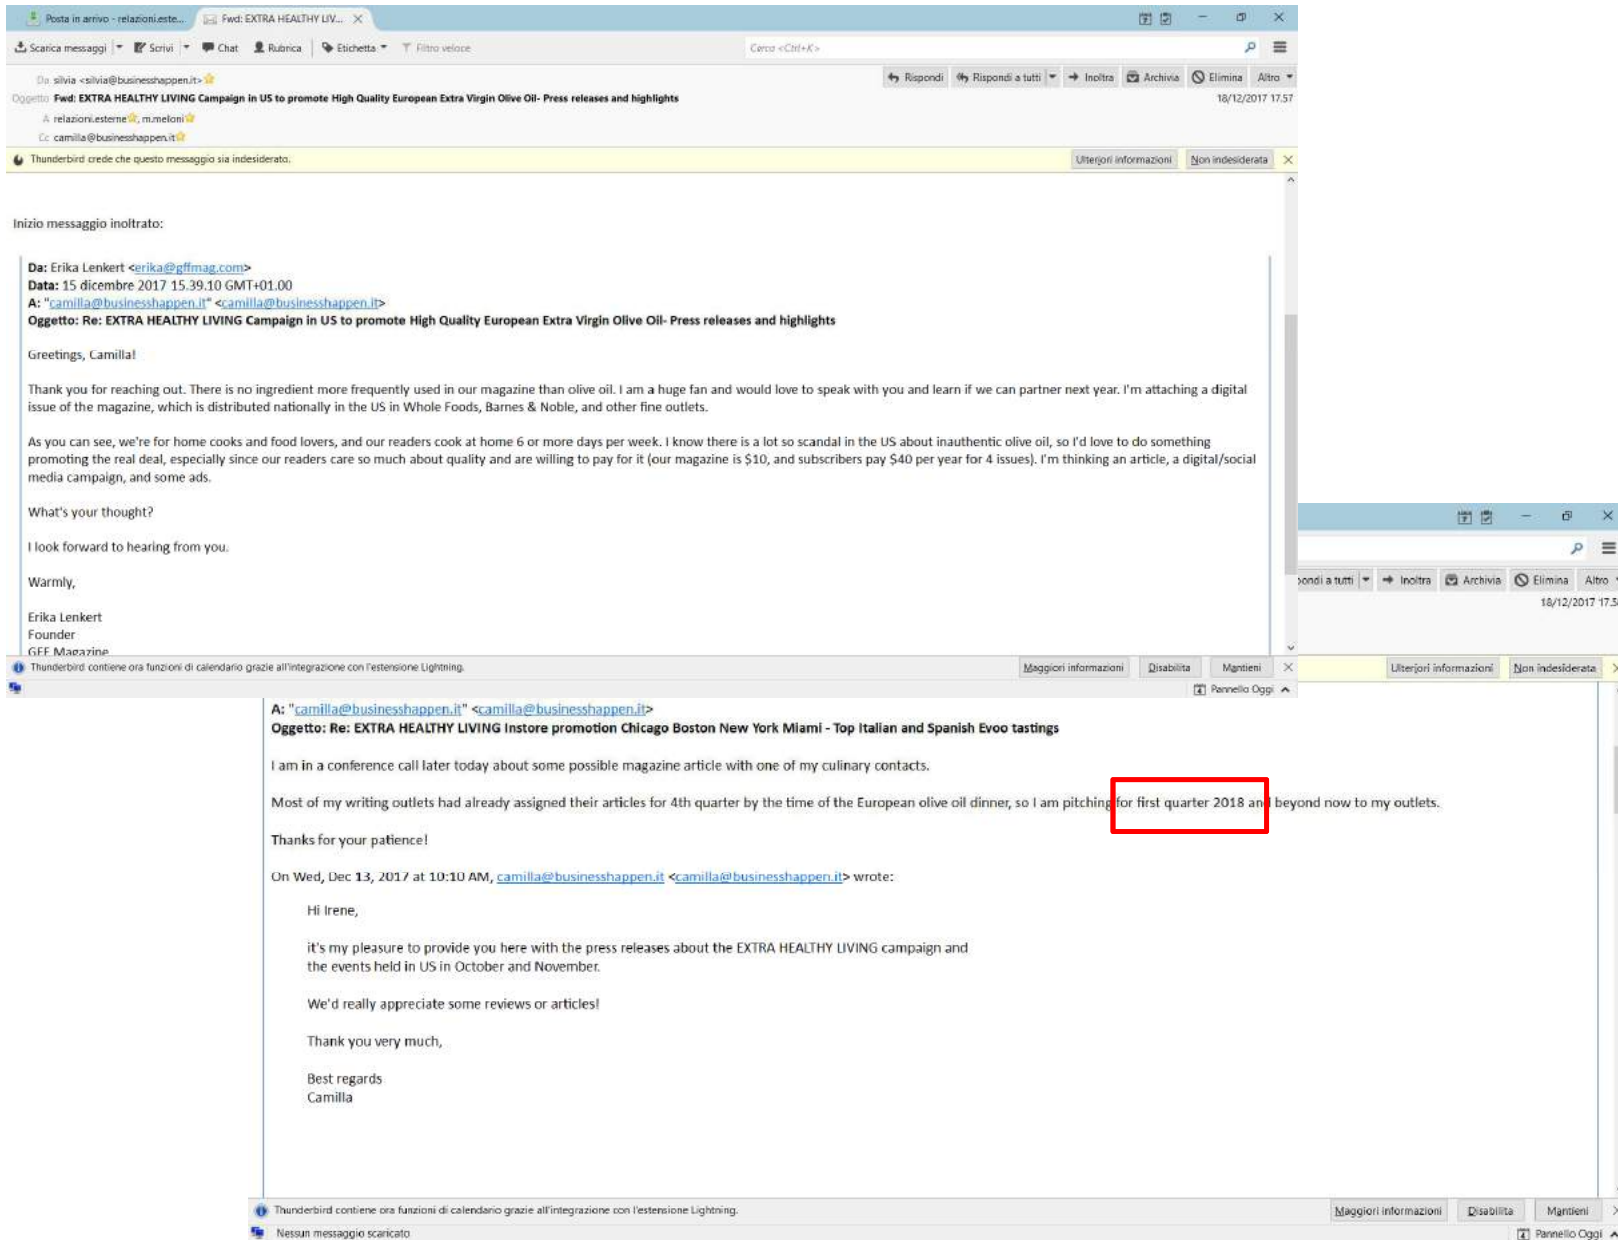 Posta in arrivo - relazioni.este...
Fwd: EXTRA HEALTHY LIV...
Scarica messaggi Scrivi Chat Rubrica Etichetta Filtro veloce Cerca <Ctrl+K>
Da silvia <silvia@businesshappen.it> Rispondi Rispondi a tutti Inoltra Archivia Elimina Altro
Oggetto Fwd: EXTRA HEALTHY LIVING Campaign in US to promote High Quality European Extra Virgin Olive Oil- Press releases and highlights 18/12/2017 17.57
A relazioni.esterne, m.meloni
Cc camilla@businesshappen.it
Thunderbird crede che questo messaggio sia indesiderato. Ulteriori informazioni Non indesiderata
Inizio messaggio inoltrato:
Da: Erika Lenkert <erika@gffmag.com>
Data: 15 dicembre 2017 15.39.10 GMT+01.00
A: "camilla@businesshappen.it" <camilla@businesshappen.it>
Oggetto: Re: EXTRA HEALTHY LIVING Campaign in US to promote High Quality European Extra Virgin Olive Oil- Press releases and highlights
Greetings, Camilla!
Thank you for reaching out. There is no ingredient more frequently used in our magazine than olive oil. I am a huge fan and would love to speak with you and learn if we can partner next year. I'm attaching a digital
issue of the magazine, which is distributed nationally in the US in Whole Foods, Barnes & Noble, and other fine outlets.
As you can see, we're for home cooks and food lovers, and our readers cook at home 6 or more days per week. I know there is a lot so scandal in the US about inauthentic olive oil, so I'd love to do something
promoting the real deal, especially since our readers care so much about quality and are willing to pay for it (our magazine is $10, and subscribers pay $40 per year for 4 issues). I'm thinking an article, a digital/social
media campaign, and some ads.
What's your thought?
I look forward to hearing from you.
Warmly,
Erika Lenkert
Founder
GFF Magazine
Thunderbird contiene ora funzioni di calendario grazie all'integrazione con l'estensione Lightning. Maggiori informazioni Disabilita Mantieni
Pannello Oggi
pondi a tutti Inoltra Archivia Elimina Altro
18/12/2017 17.5
Ulteriori informazioni Non indesiderata
A: "camilla@businesshappen.it" <camilla@businesshappen.it>
Oggetto: Re: EXTRA HEALTHY LIVING Instore promotion Chicago Boston New York Miami - Top Italian and Spanish Evoo tastings
I am in a conference call later today about some possible magazine article with one of my culinary contacts.
Most of my writing outlets had already assigned their articles for 4th quarter by the time of the European olive oil dinner, so I am pitching for first quarter 2018 and beyond now to my outlets.
Thanks for your patience!
On Wed, Dec 13, 2017 at 10:10 AM, camilla@businesshappen.it <camilla@businesshappen.it> wrote:
Hi Irene,
it's my pleasure to provide you here with the press releases about the EXTRA HEALTHY LIVING campaign and
the events held in US in October and November.
We'd really appreciate some reviews or articles!
Thank you very much,
Best regards
Camilla
Thunderbird contiene ora funzioni di calendario grazie all'integrazione con l'estensione Lightning. Maggiori informazioni Disabilita Mantieni
Nessun messaggio scaricato Pannello Oggi